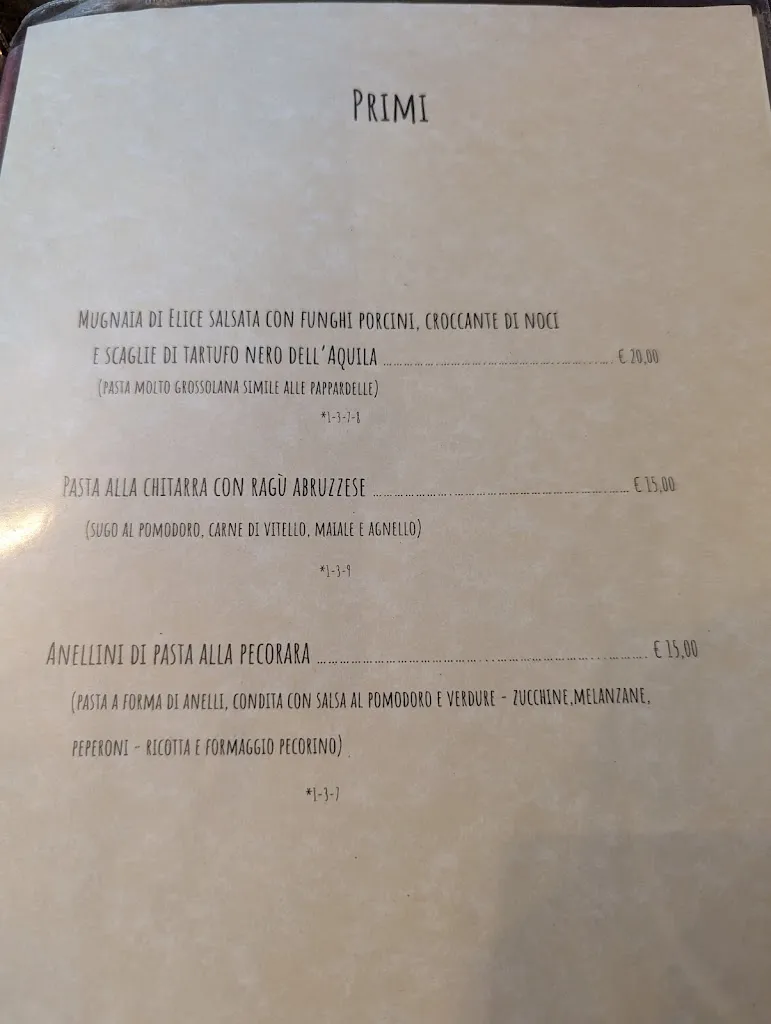 Primi
Mugnaia di Elice salsata con funghi porcini, croccante di noci
e scaglie di tartufo nero dell'Aquila ........................................ € 20,00
(pasta molto grossolana simile alle pappardelle)
*1-3-7-8
Pasta alla chitarra con ragù abruzzese ........................................ € 15,00
(sugo al pomodoro, carne di vitello, maiale e agnello)
*1-3-9
Anellini di pasta alla pecorara ........................................ € 15,00
(pasta a forma di anelli, condita con salsa al pomodoro e verdure - zucchine,melanzane,
peperoni - ricotta e formaggio pecorino)
*1-3-7